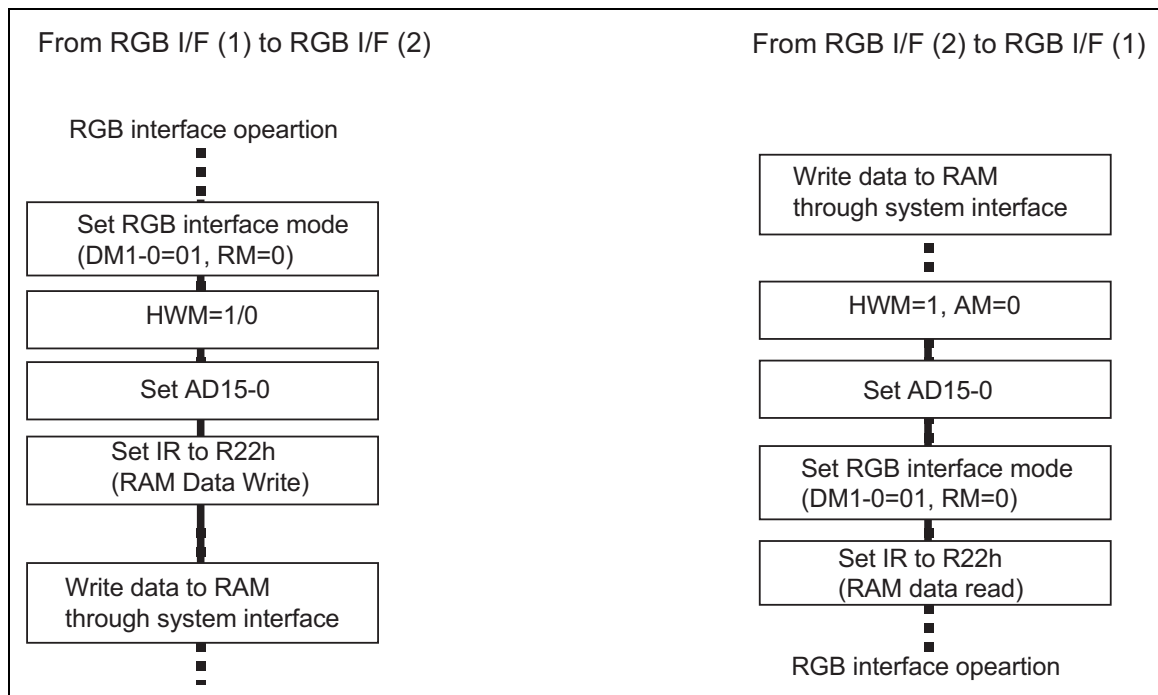 From RGB I/F (1) to RGB I/F (2)
RGB interface opeartion
Set RGB interface mode
(DM1-0=01, RM=0)
HWM=1/0
Set AD15-0
Set IR to R22h
(RAM Data Write)
Write data to RAM
through system interface
From RGB I/F (2) to RGB I/F (1)
Write data to RAM
through system interface
HWM=1, AM=0
Set AD15-0
Set RGB interface mode
(DM1-0=01, RM=0)
Set IR to R22h
(RAM data read)
RGB interface opeartion